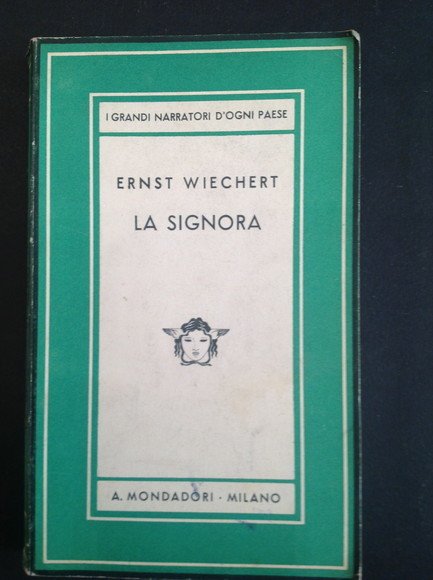 I GRANDI NARRATORI D'OGNI PAESE
ERNST WIECHERT
LA SIGNORA
A. MONDADORI · MILANO